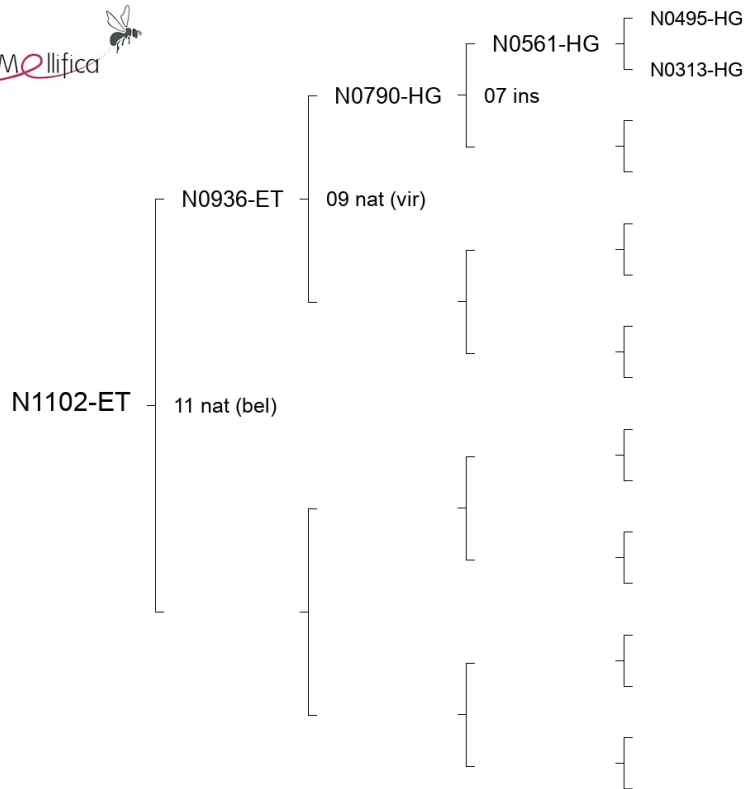 Mellifica
N0495-HG
N0561-HG
N0313-HG
N0790-HG
07 ins
N0936-ET
09 nat (vir)
N1102-ET
11 nat (bel)